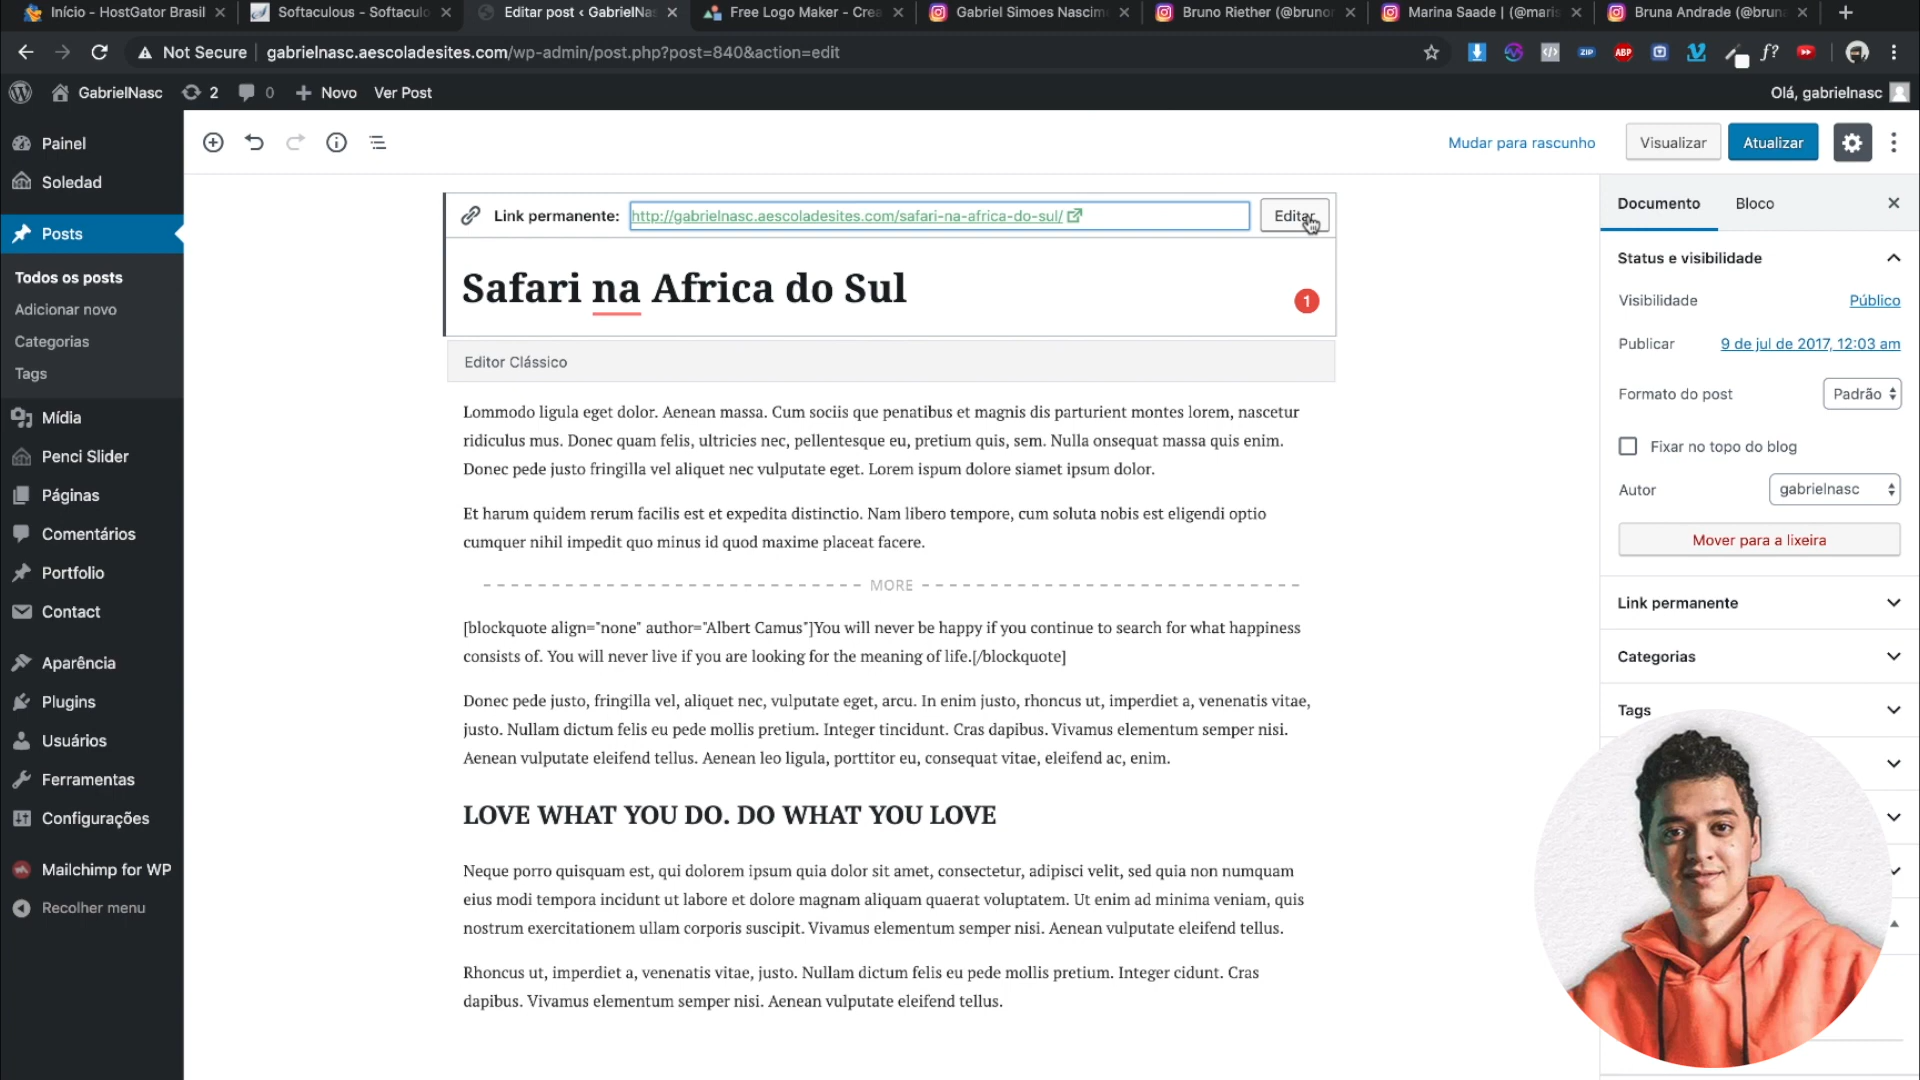 Início - HostGator Brasil
Softaculous - Softaculo
Editar post ‹ GabrielNas
Free Logo Maker - Crea
Gabriel Simoes Nascim
Bruno Riether (@bruno
Marina Saade | (@maris
Bruna Andrade (@bruna
Not Secure
gabrielnasc.aescoladesites.com/wp-admin/post.php?post=840&action=edit
ZIP
ABP
f?
GabrielNasc
2
0
Novo
Ver Post
Olá, gabrielnasc
Painel
Soledad
Posts
Todos os posts
Adicionar novo
Categorias
Tags
Mídia
Penci Slider
Páginas
Comentários
Portfolio
Contact
Aparência
Plugins
Usuários
Ferramentas
Configurações
Mailchimp for WP
Recolher menu
Mudar para rascunho
Visualizar
Atualizar
Link permanente:
http://gabrielnasc.aescoladesites.com/safari-na-africa-do-sul/
Editar
Safari na Africa do Sul
1
Editor Clássico
Lommodo ligula eget dolor. Aenean massa. Cum sociis que penatibus et magnis dis parturient montes lorem, nascetur
ridiculus mus. Donec quam felis, ultricies nec, pellentesque eu, pretium quis, sem. Nulla onsequat massa quis enim.
Donec pede justo fringilla vel aliquet nec vulputate eget. Lorem ispum dolore siamet ipsum dolor.
Et harum quidem rerum facilis est et expedita distinctio. Nam libero tempore, cum soluta nobis est eligendi optio
cumquer nihil impedit quo minus id quod maxime placeat facere.
MORE
[blockquote align="none" author="Albert Camus"]You will never be happy if you continue to search for what happiness
consists of. You will never live if you are looking for the meaning of life.[/blockquote]
Donec pede justo, fringilla vel, aliquet nec, vulputate eget, arcu. In enim justo, rhoncus ut, imperdiet a, venenatis vitae,
justo. Nullam dictum felis eu pede mollis pretium. Integer tincidunt. Cras dapibus. Vivamus elementum semper nisi.
Aenean vulputate eleifend tellus. Aenean leo ligula, porttitor eu, consequat vitae, eleifend ac, enim.
LOVE WHAT YOU DO. DO WHAT YOU LOVE
Neque porro quisquam est, qui dolorem ipsum quia dolor sit amet, consectetur, adipisci velit, sed quia non numquam
eius modi tempora incidunt ut labore et dolore magnam aliquam quaerat voluptatem. Ut enim ad minima veniam, quis
nostrum exercitationem ullam corporis suscipit. Vivamus elementum semper nisi. Aenean vulputate eleifend tellus.
Rhoncus ut, imperdiet a, venenatis vitae, justo. Nullam dictum felis eu pede mollis pretium. Integer cidunt. Cras
dapibus. Vivamus elementum semper nisi. Aenean vulputate eleifend tellus.
Documento
Bloco
Status e visibilidade
Visibilidade
Público
Publicar
9 de jul de 2017, 12:03 am
Formato do post
Padrão
Fixar no topo do blog
Autor
gabrielnasc
Mover para a lixeira
Link permanente
Categorias
Tags